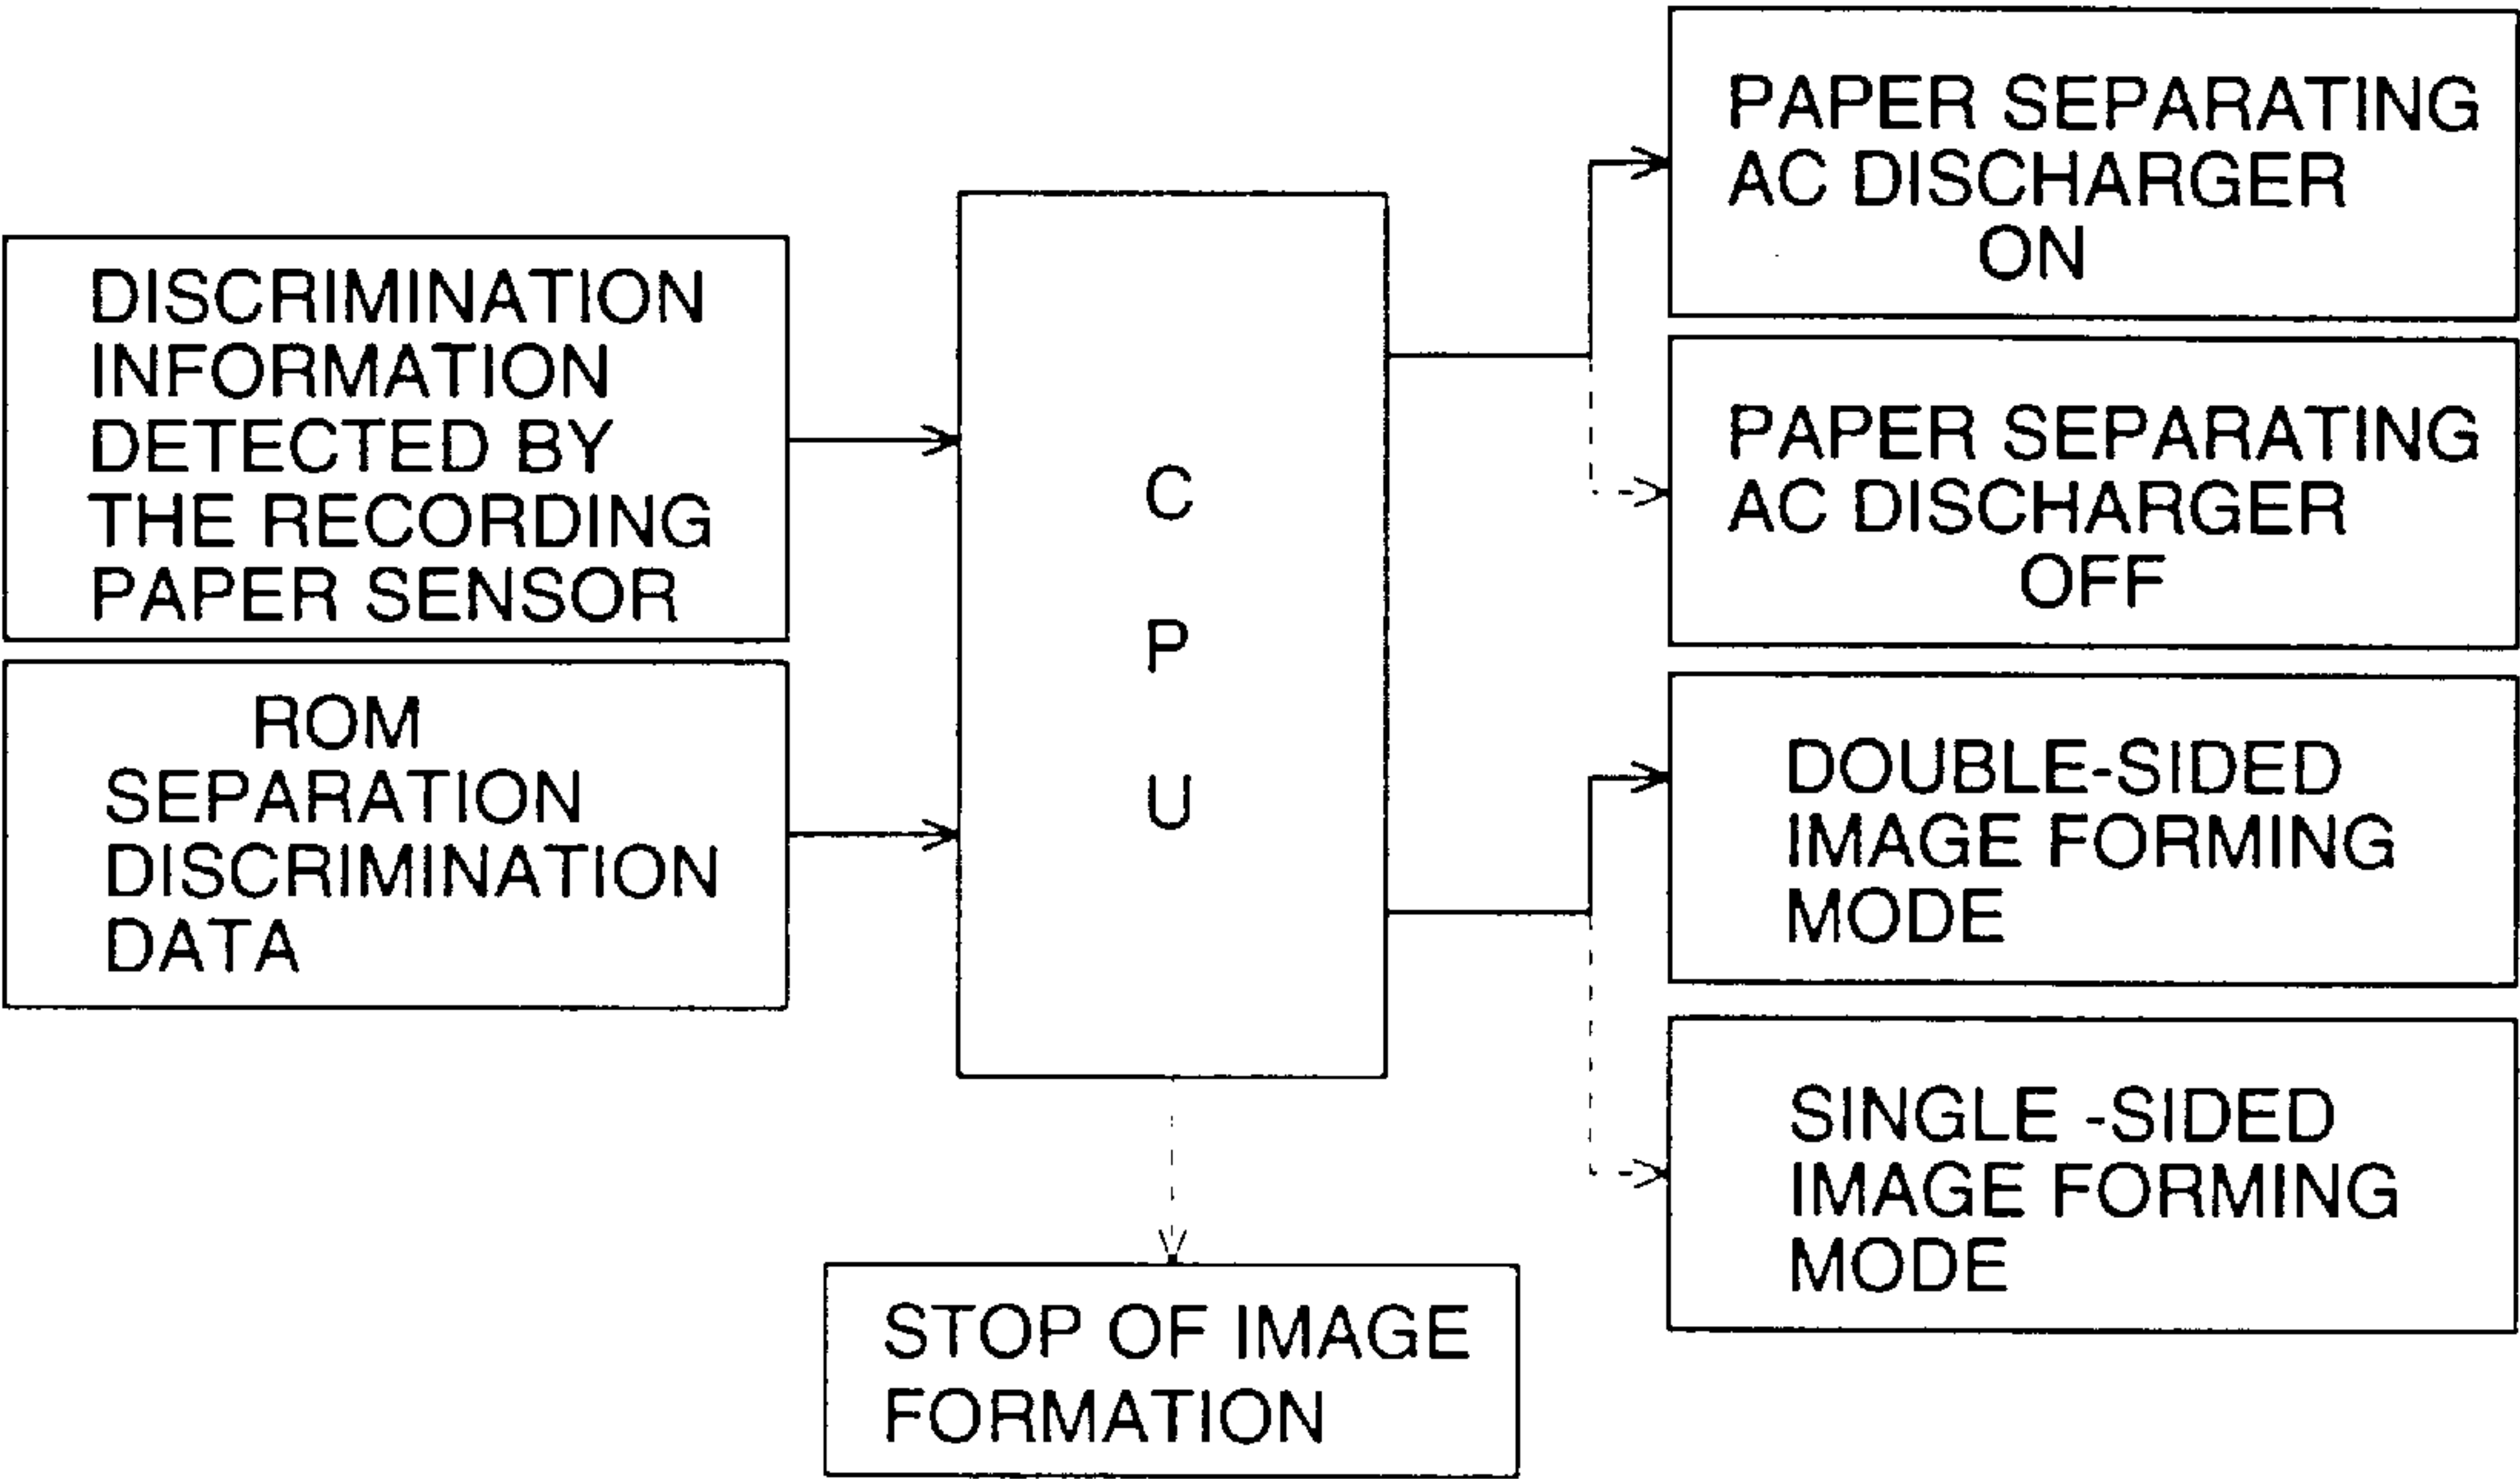 DISCRIMINATION
INFORMATION
DETECTED BY
THE RECORDING
PAPER SENSOR
ROM
SEPARATION
DISCRIMINATION
DATA
C
P
U
PAPER SEPARATING
AC DISCHARGER
ON
PAPER SEPARATING
AC DISCHARGER
OFF
DOUBLE-SIDED
IMAGE FORMING
MODE
SINGLE -SIDED
IMAGE FORMING
MODE
STOP OF IMAGE
FORMATION